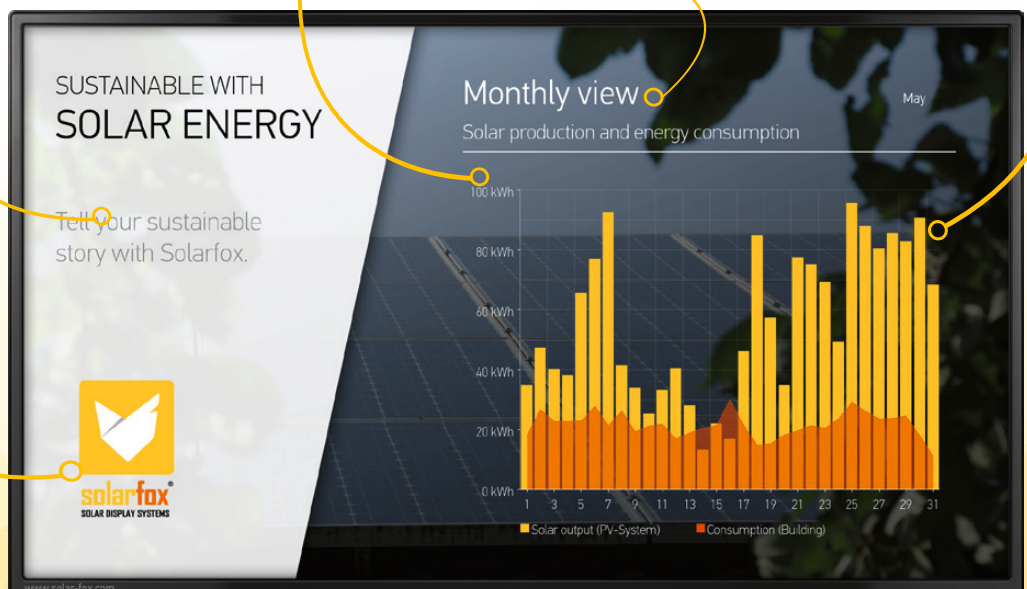 SUSTAINABLE WITH
SOLAR ENERGY
Tell your sustainable
story with Solarfox.
solarfox®
SOLAR DISPLAY SYSTEMS
www.solar-fox.com
Monthly view
May
Solar production and energy consumption
100 kWh
80 kWh
60 kWh
40 kWh
20 kWh
0 kWh
1 3 5 7 9 11 13 15 17 19 21 23 25 27 29 31
Solar output (PV-System) Consumption (Building)